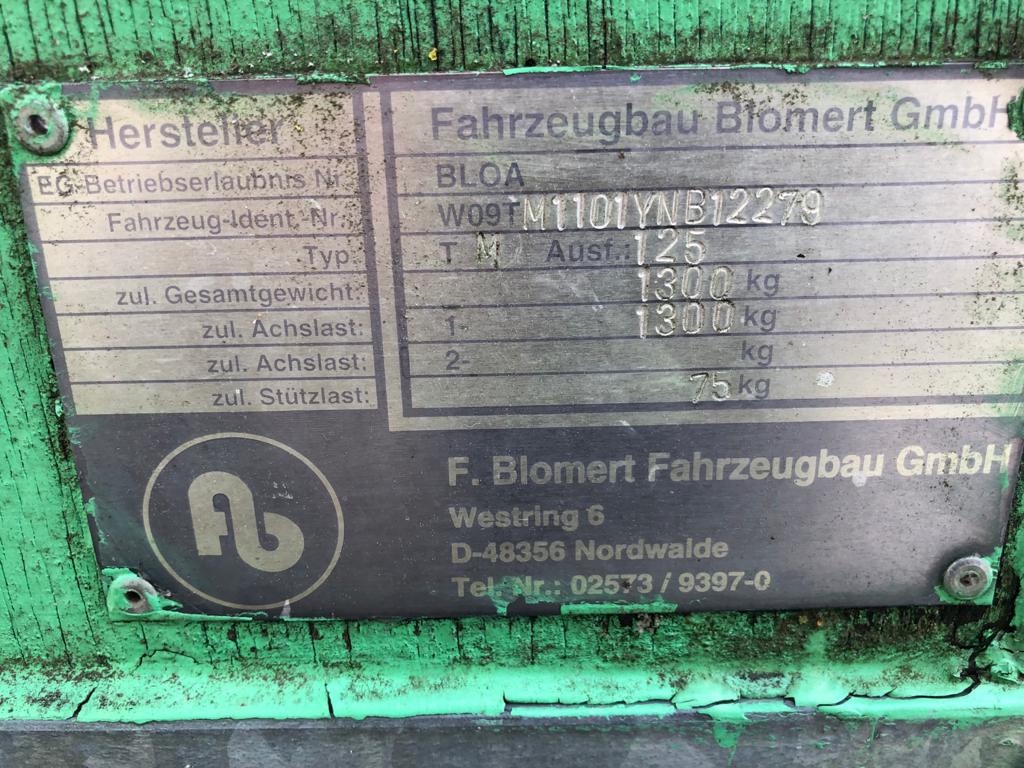 Hersteller Fahrzeugbau Blomert GmbH
EG-Betriebserlaubnis Nr. BLOA
Fahrzeug-Ident.-Nr.: W09TM1101YNB12279
Typ: T M Ausf.: 125
zul. Gesamtgewicht: 1300 kg
zul. Achslast: 1- 1300 kg
zul. Achslast: 2- kg
zul. Stützlast: 75 kg
F. Blomert Fahrzeugbau GmbH
Westring 6
D-48356 Nordwalde
Tel. Nr.: 02573 / 9397-0